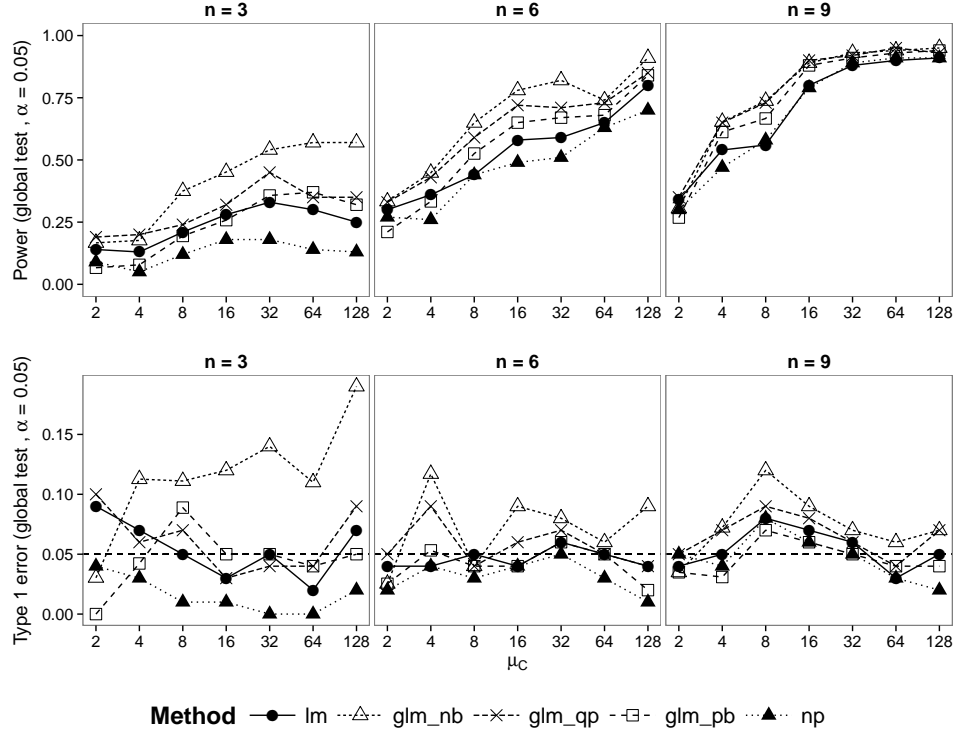 n = 3 n = 6 n = 9
Power (global test , α = 0.05)
1.00
0.75
0.50
0.25
0.00
2 4 8 16 32 64 128 2 4 8 16 32 64 128 2 4 8 16 32 64 128
n = 3 n = 6 n = 9
Type 1 error (global test , α = 0.05)
0.15
0.10
0.05
0.00
2 4 8 16 32 64 128 2 4 8 16 32 64 128 2 4 8 16 32 64 128
μC
Method lm glm_nb glm_qp glm_pb np